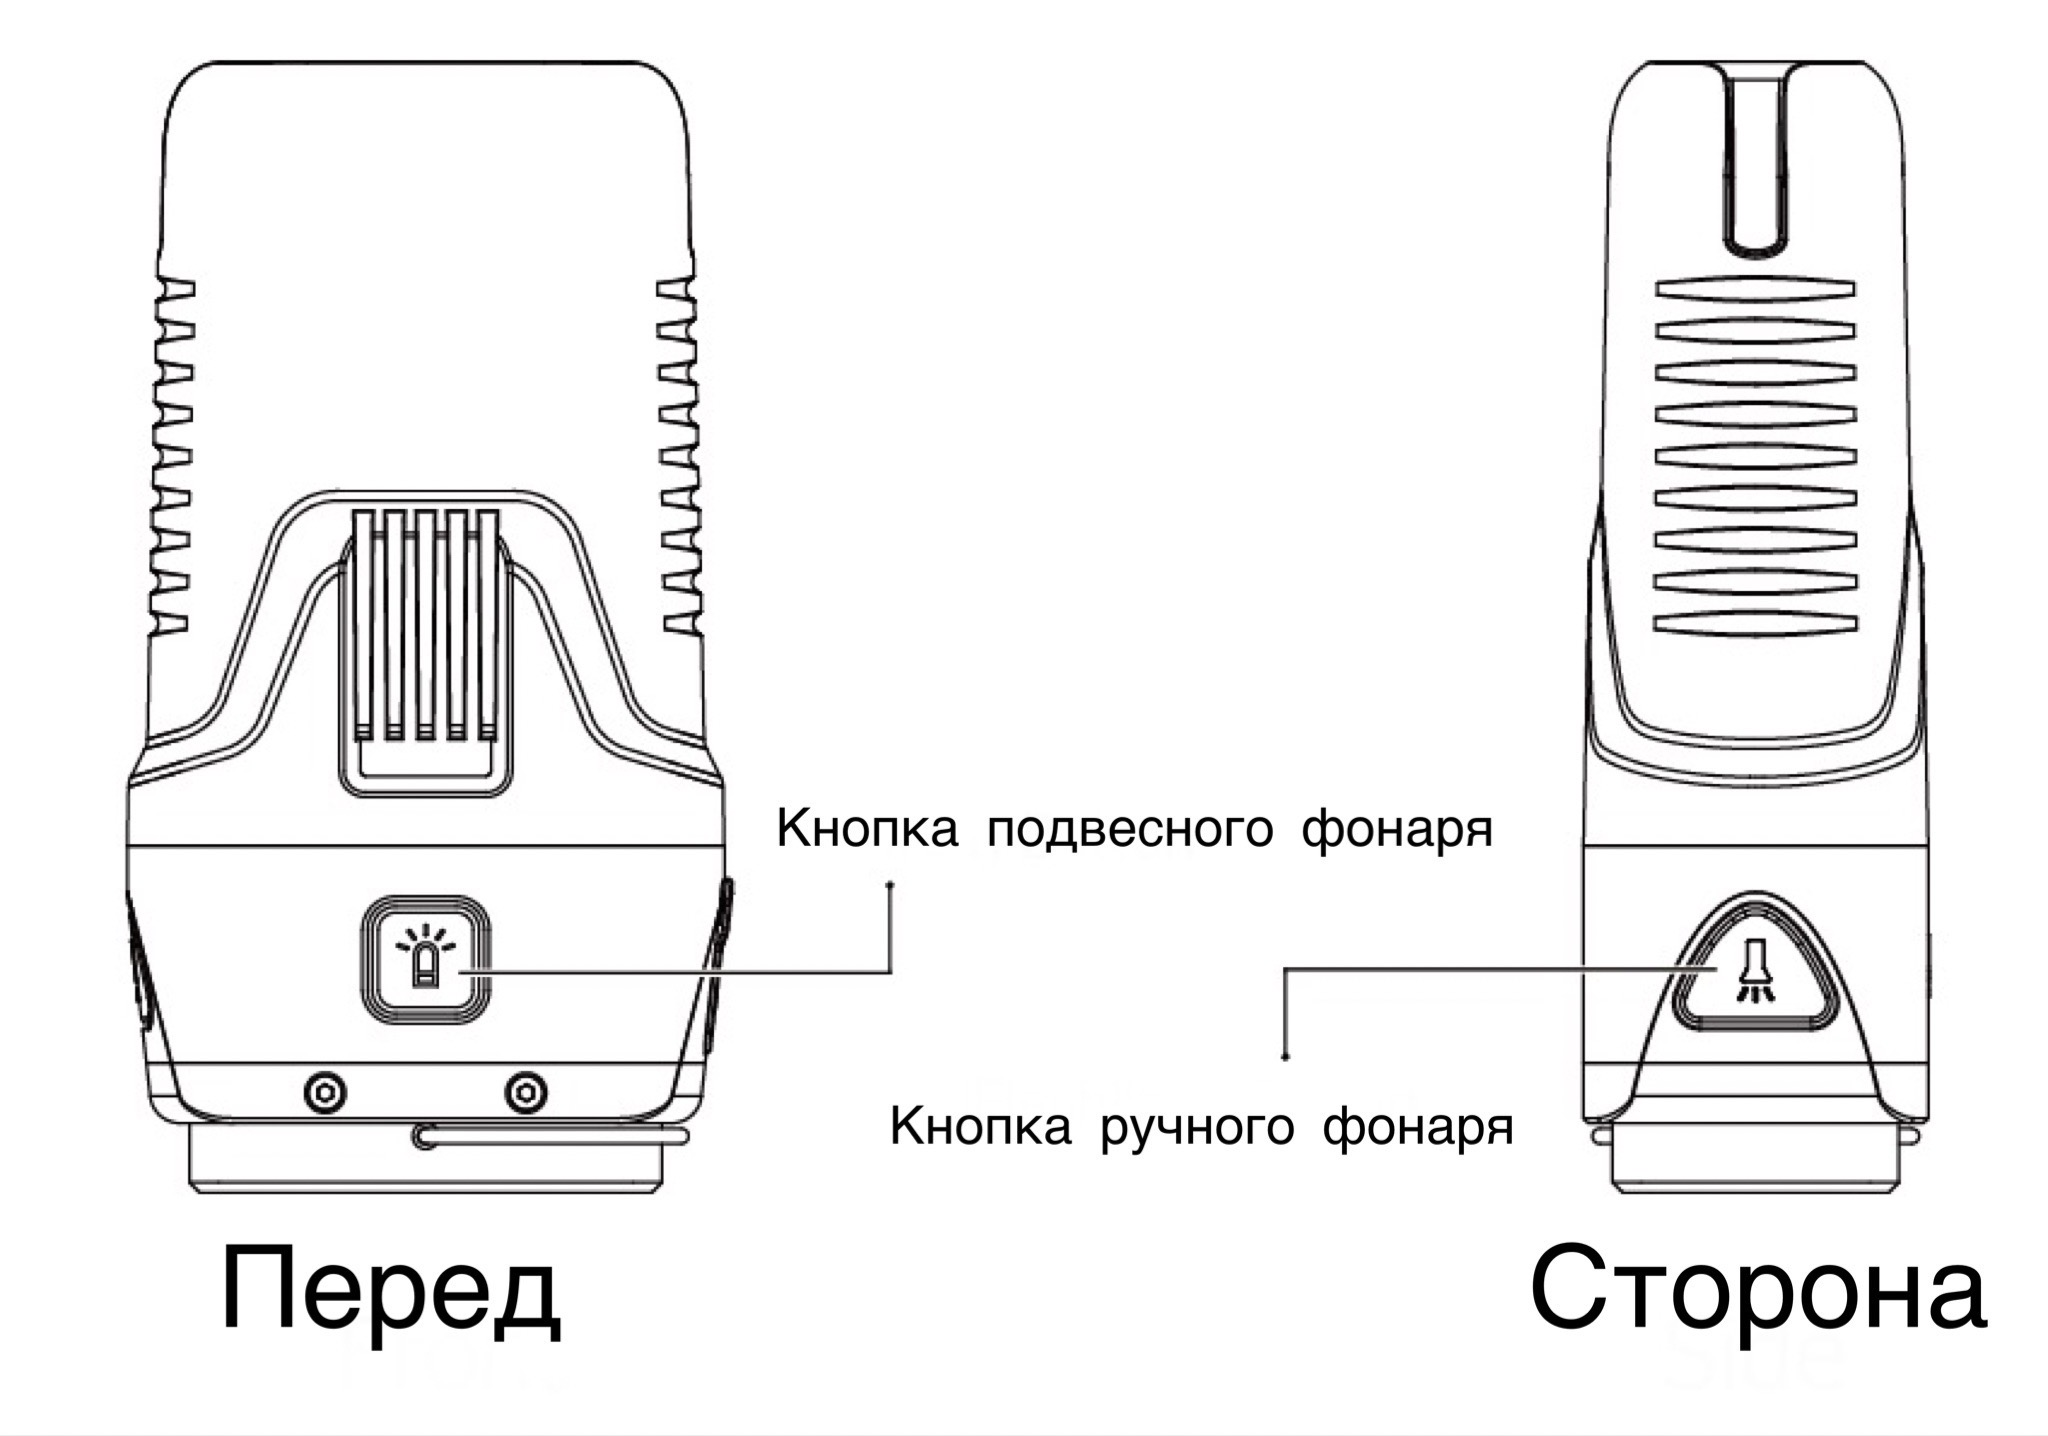 Кнопка подвесного фонаря
Кнопка ручного фонаря
Перед
Сторона